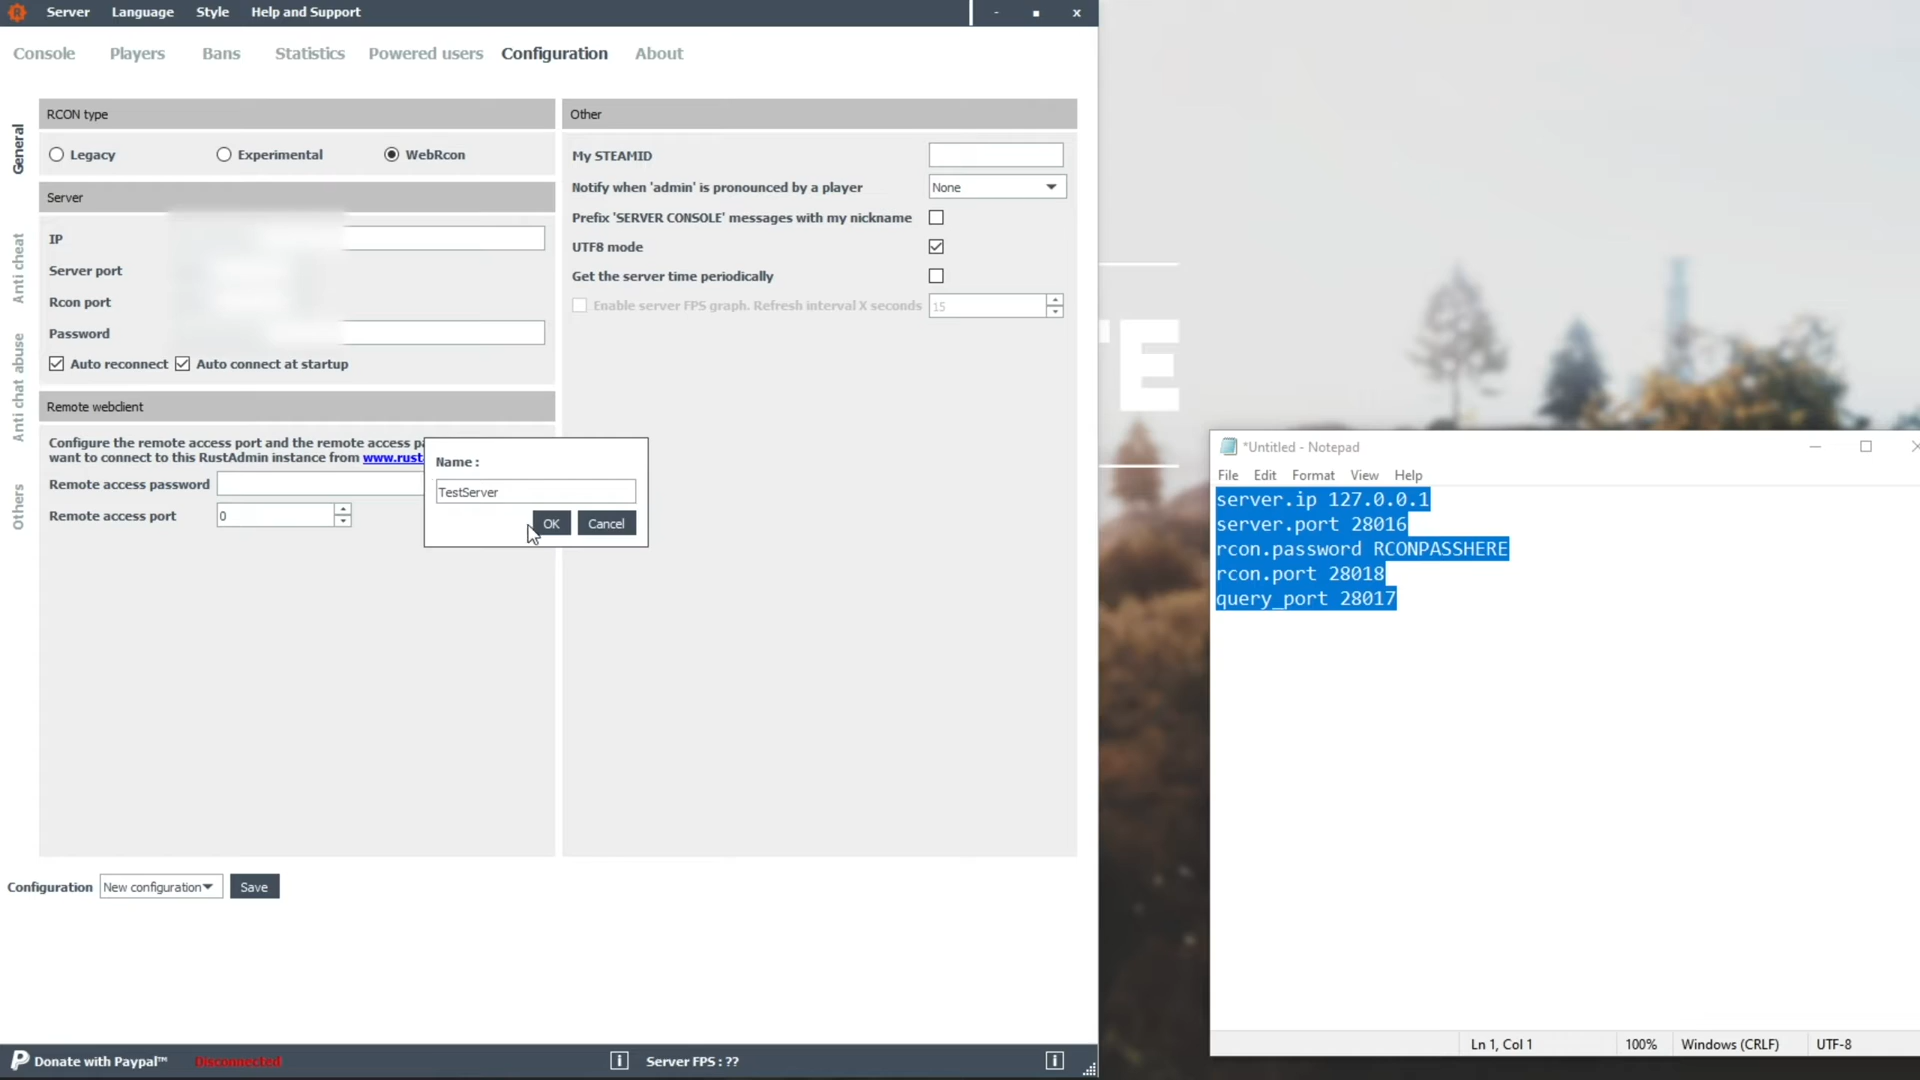 Server Language Style Help and Support
Console Players Bans Statistics Powered users Configuration About
General
Anti cheat
Anti chat abuse
Others
RCON type
Legacy Experimental WebRcon
Server
IP
Server port
Rcon port
Password
Auto reconnect Auto connect at startup
Remote webclient
Configure the remote access port and the remote access
want to connect to this RustAdmin instance from www.rust
Remote access password
Remote access port 0
Name :
TestServer
OK Cancel
Other
My STEAMID
Notify when 'admin' is pronounced by a player None
Prefix 'SERVER CONSOLE' messages with my nickname
UTF8 mode
Get the server time periodically
Enable server FPS graph. Refresh interval X seconds 15
Configuration New configuration Save
Donate with Paypal™ Disconnected Server FPS : ??
TE
*Untitled - Notepad
File Edit Format View Help
server.ip 127.0.0.1
server.port 28016
rcon.password RCONPASSHERE
rcon.port 28018
query_port 28017
Ln 1, Col 1 100% Windows (CRLF) UTF-8